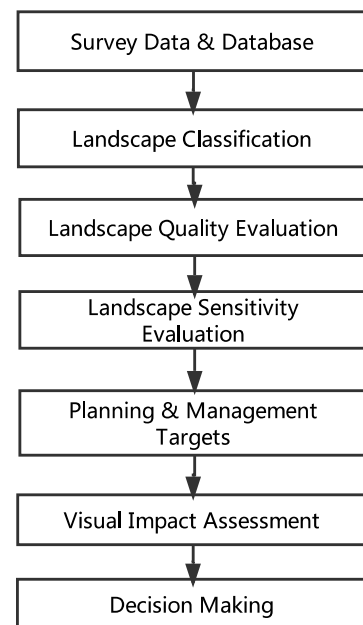 Survey Data & Database
Landscape Classification
Landscape Quality Evaluation
Landscape Sensitivity
Evaluation
Planning & Management
Targets
Visual Impact Assessment
Decision Making